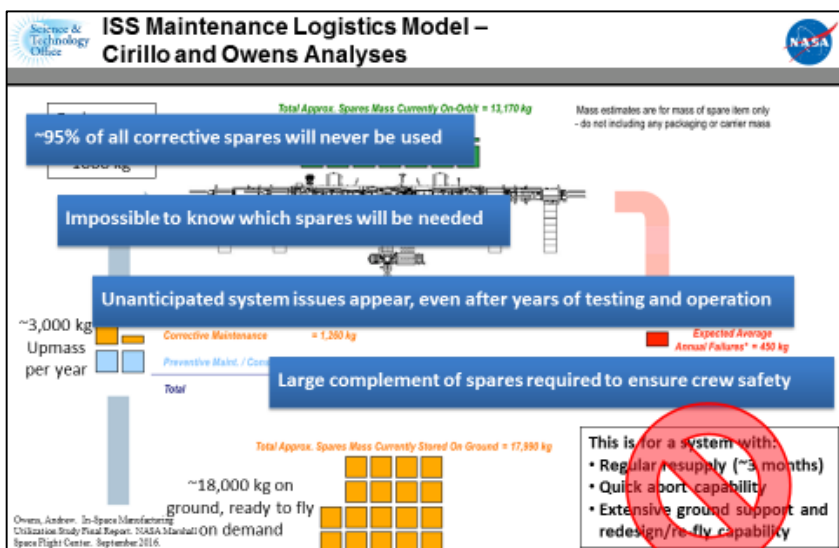 Science &
Technology
Office
ISS Maintenance Logistics Model –
Cirillo and Owens Analyses
NASA
Total Approx. Spares Mass Currently On-Orbit = 13,170 kg
Mass estimates are for mass of spare item only
- do not including any packaging or carrier mass
~95% of all corrective spares will never be used
Impossible to know which spares will be needed
Unanticipated system issues appear, even after years of testing and operation
~3,000 kg
Upmass
per year
Corrective Maintenance = 1,260 kg
Preventive Maint. / Cons
Total
Expected Average
Annual Failures* = 450 kg
Large complement of spares required to ensure crew safety
Total Approx. Spares Mass Currently Stored On Ground = 17,990 kg
~18,000 kg on
ground, ready to fly
on demand
This is for a system with:
• Regular resupply (~3 months)
• Quick abort capability
• Extensive ground support and
redesign/re-fly capability
Owens, Andrew. In-Space Manufacturing
Utilization Study Final Report. NASA Marshall
Space Flight Center. September 2016.